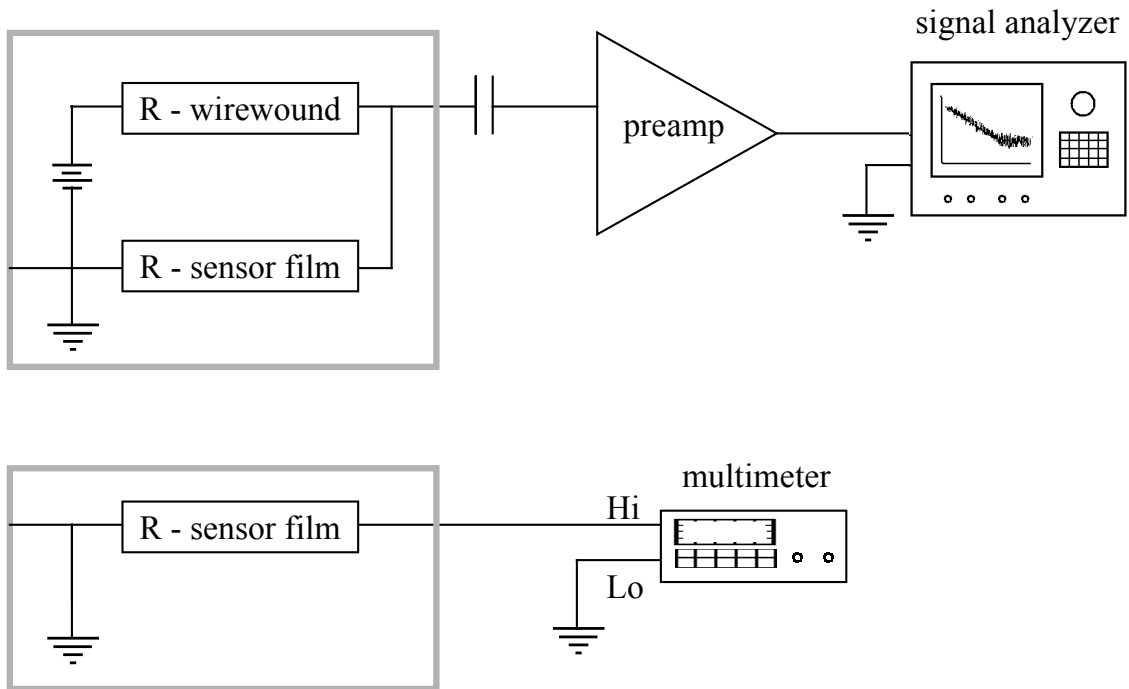 signal analyzer
R - wirewound
preamp
R - sensor film
multimeter
Hi
R - sensor film
Lo